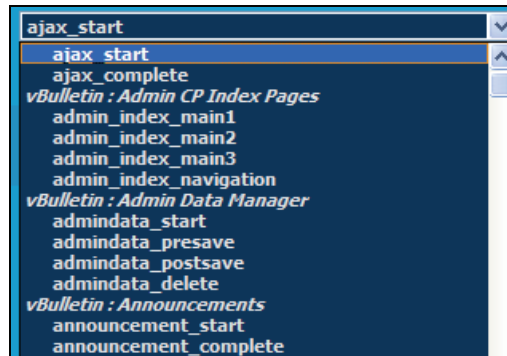 ajax_start
ajax_start
ajax_complete
vBulletin : Admin CP Index Pages
admin_index_main1
admin_index_main2
admin_index_main3
admin_index_navigation
vBulletin : Admin Data Manager
admindata_start
admindata_presave
admindata_postsave
admindata_delete
vBulletin : Announcements
announcement_start
announcement_complete